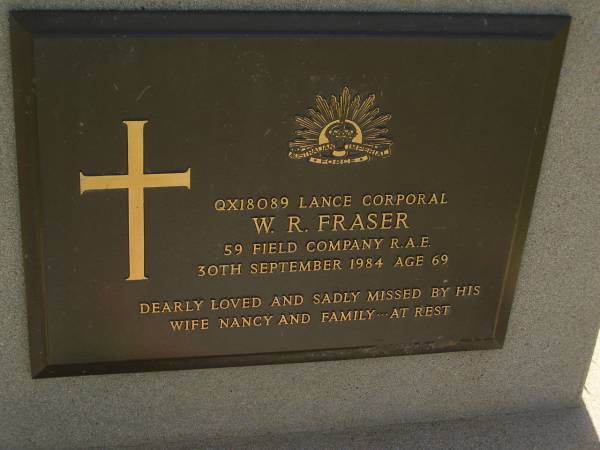 AUSTRALIAN IMPERIAL
FORCE
QX18089 LANCE CORPORAL
W. R. FRASER
59 FIELD COMPANY R.A.E.
30TH SEPTEMBER 1984 AGE 69
DEARLY LOVED AND SADLY MISSED BY HIS
WIFE NANCY AND FAMILY··· AT REST